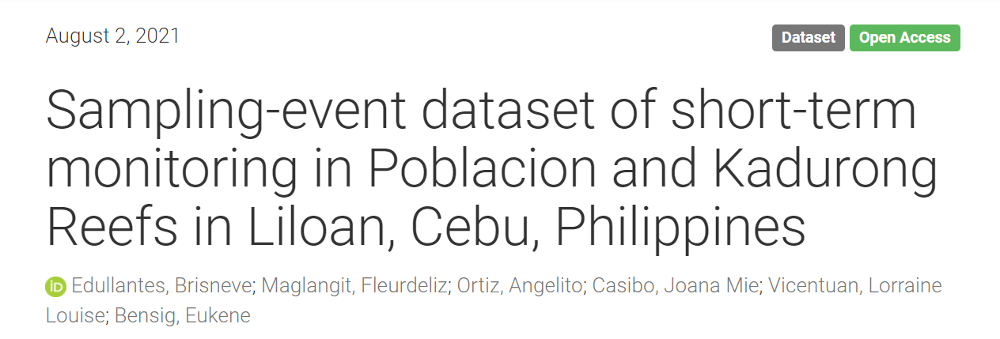 August 2, 2021
Dataset
Open Access
Sampling-event dataset of short-term
monitoring in Poblacion and Kadurong
Reefs in Liloan, Cebu, Philippines
iD Edullantes, Brisneve; Maglangit, Fleurdeliz; Ortiz, Angelito; Casibo, Joana Mie; Vicentuan, Lorraine
Louise; Bensig, Eukene